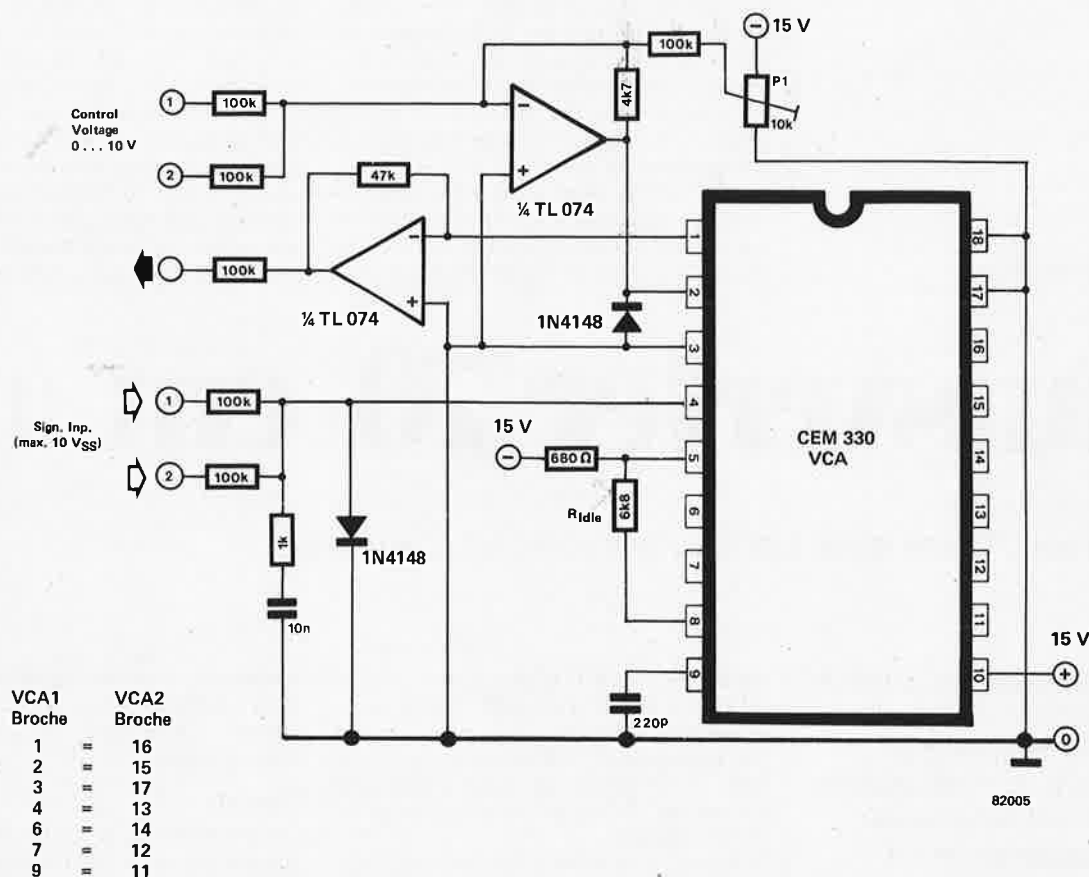 15 V
100k
P1
10k
4k7
Control
Voltage
0 . . . 10 V
1
100k
2
100k
47k
–
+
¼ TL 074
100k
–
+
¼ TL 074
1N4148
Sign. Inp.
(max. 10 VSS)
1
100k
2
100k
1k
10n
1N4148
15 V
680 Ω
RIdle
6k8
220p
1
2
3
4
5
6
7
8
9
18
17
16
15
14
13
12
11
10
CEM 330
VCA
15 V
+
0
82005
VCA1 VCA2
Broche Broche
1 = 16
2 = 15
3 = 17
4 = 13
6 = 14
7 = 12
9 = 11